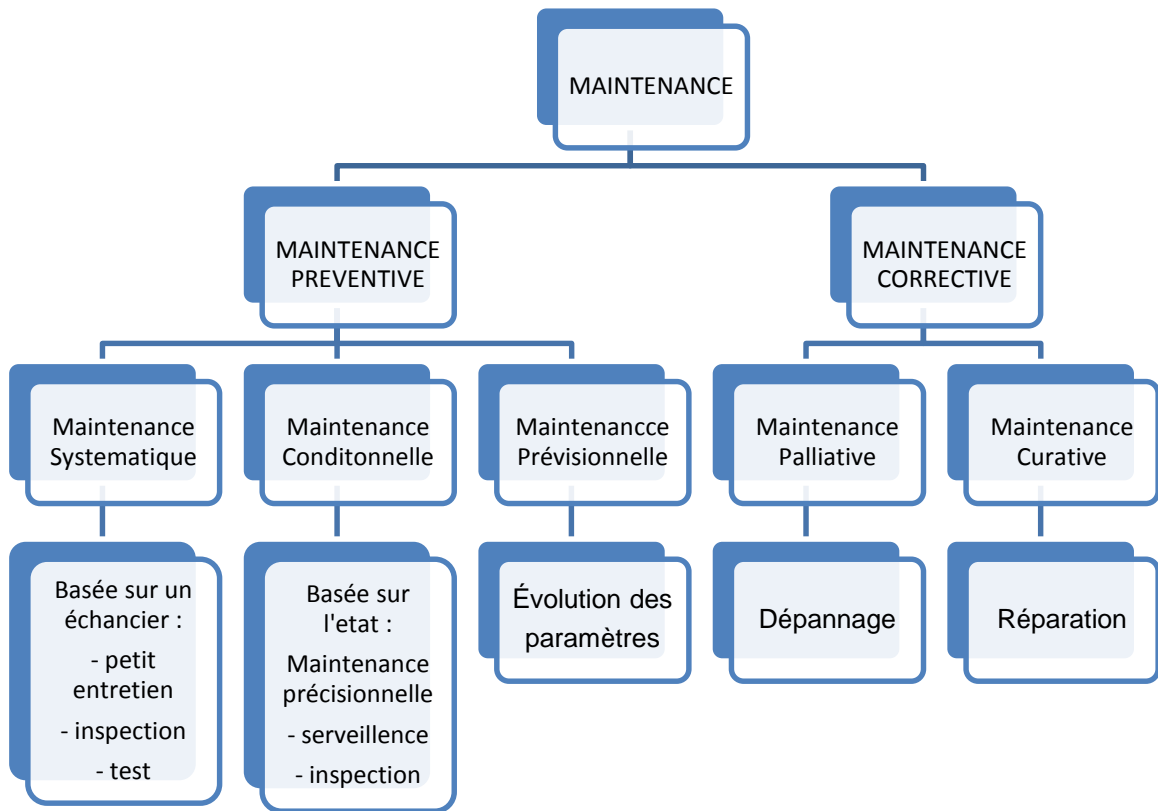 MAINTENANCE
MAINTENANCE
PREVENTIVE
MAINTENANCE
CORRECTIVE
Maintenance
Systematique
Maintenance
Conditonnelle
Maintenancce
Prévisionnelle
Maintenance
Palliative
Maintenance
Curative
Basée sur un
échancier :
- petit
entretien
- inspection
- test
Basée sur
l'etat :
Maintenance
précisionnelle
- serveillence
- inspection
Évolution des
paramètres
Dépannage
Réparation